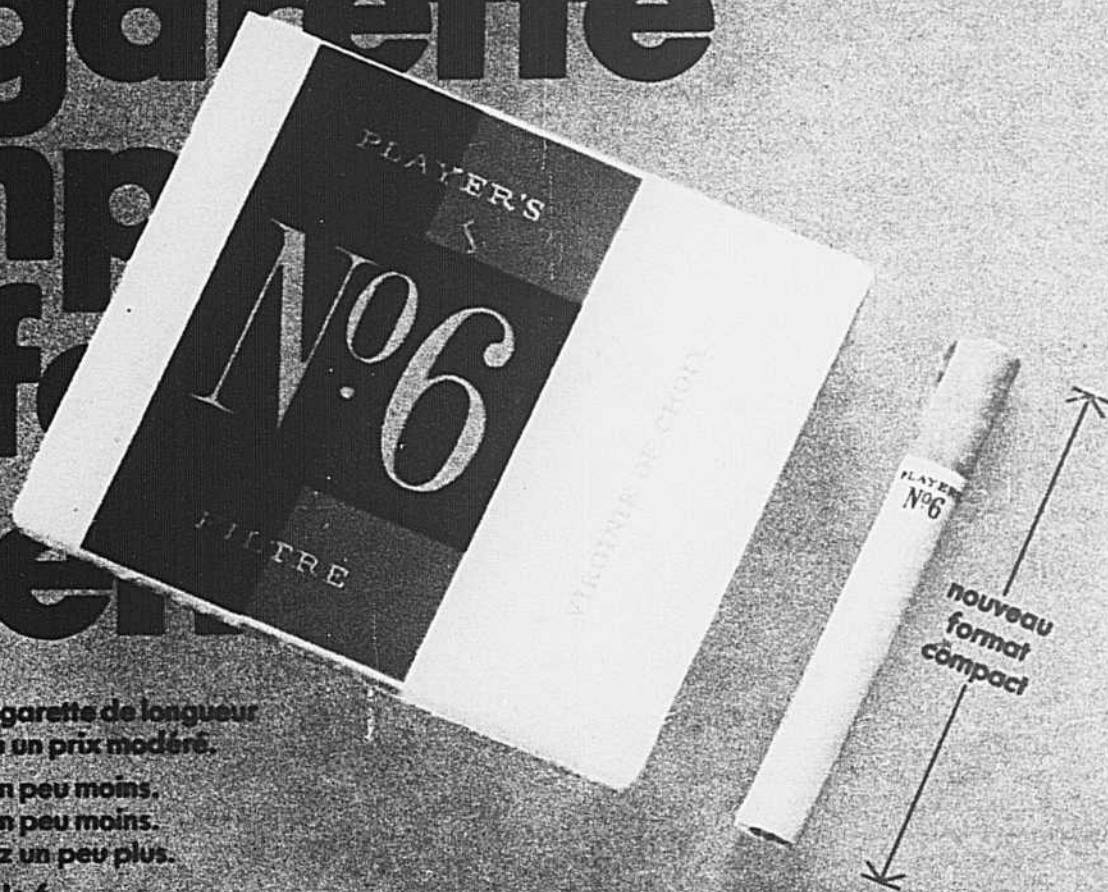 garette
PLAYER'S
No6
FILTRE
VIRGINIE DE CHOIX
PLAYER'S
No6
nouveau
format
compact
garette de longueur
un prix modéré.
n peu moins.
n peu moins.
z un peu plus.